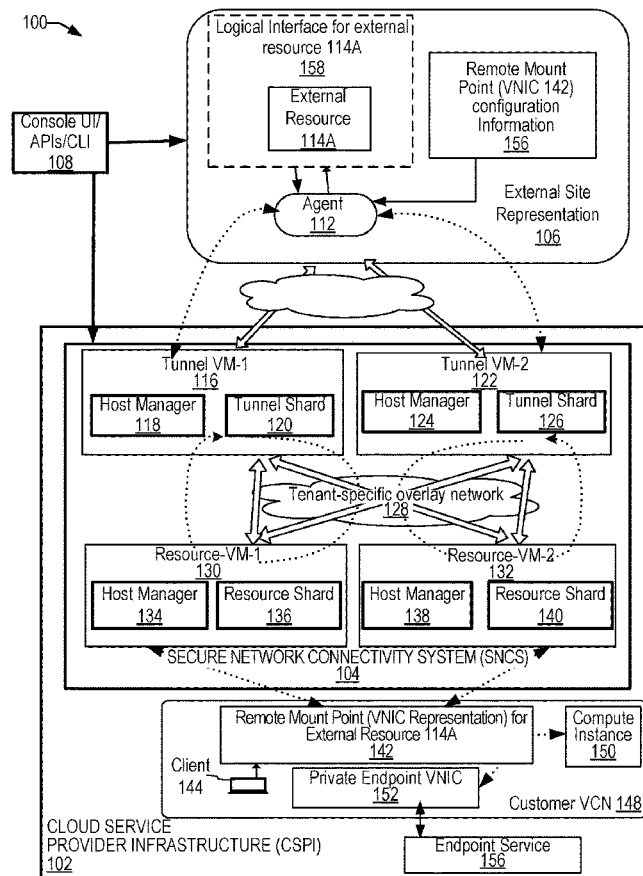 100
Logical Interface for external
resource 114A
158
External
Resource
114A
Remote Mount
Point (VNIC 142)
configuration
Information
156
Console UI/
APIs/CLI
108
Agent
112
External Site
Representation
106
Tunnel VM-1
116
Host Manager
118
Tunnel Shard
120
Tunnel VM-2
122
Host Manager
124
Tunnel Shard
126
Tenant-specific overlay network
128
Resource-VM-1
130
Host Manager
134
Resource Shard
136
Resource-VM-2
132
Host Manager
138
Resource Shard
140
SECURE NETWORK CONNECTIVITY SYSTEM (SNCS)
104
Remote Mount Point (VNIC Representation) for
External Resource 114A
142
Compute
Instance
150
Client
144
Private Endpoint VNIC
152
Customer VCN 148
CLOUD SERVICE
PROVIDER INFRASTRUCTURE (CSPI)
102
Endpoint Service
156